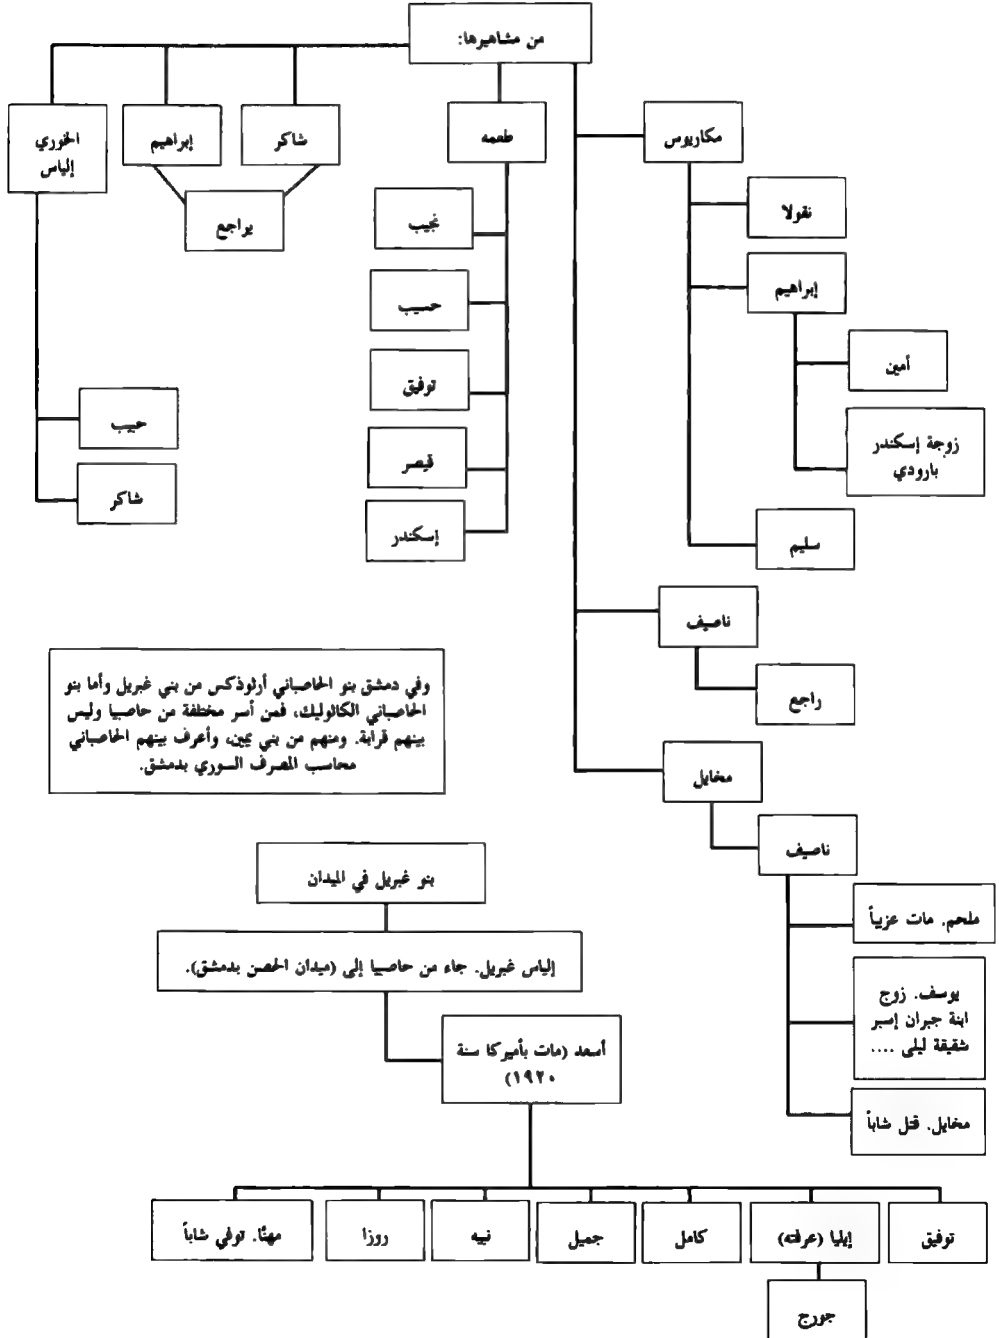 من مشاهيرها:
مكاريوس
نقولا
إبراهيم
أمين
زوجة إسكندر
بارودي
سليم
ناصيف
راجع
مخايل
ناصيف
ملحم. مات عزيباً
يوسف. زوج
ابنة جبران إسبر
شقيقة ليلى ....
مخايل. قتل شاباً
طعمه
نجيب
حسيب
توفيق
قيصر
إسكندر
شاكر
إبراهيم
يراجع
الخوري
إلياس
حبيب
شاكر
وفي دمشق بنو الحاصباني أرثوذكس من بني غبريل وأما بنو
الحاصباني الكاثوليك، فمن أسر مختلفة من حاصبيا وليس
بينهم قرابة. ومنهم من بني يمين، وأعرف بينهم الحاصباني
محاسب المصرف السوري بدمشق.
بنو غبريل في الميدان
إلياس غبريل. جاء من حاصبيا إلى (ميدان الحصن بدمشق).
أسعد (مات بأميركا سنة
١٩٢٠)
توفيق
إيليا (عرفته)
كامل
جميل
نبيه
روزا
مهنّا. توفي شاباً
جورج